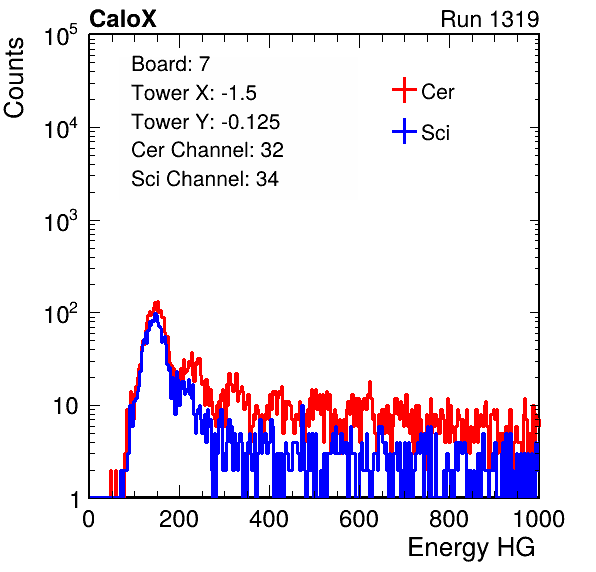 CaloX Run 1319
Counts
10^5
10^4
10^3
10^2
10
1
Board: 7
Tower X: -1.5
Tower Y: -0.125
Cer Channel: 32
Sci Channel: 34
Cer
Sci
0 200 400 600 800 1000
Energy HG